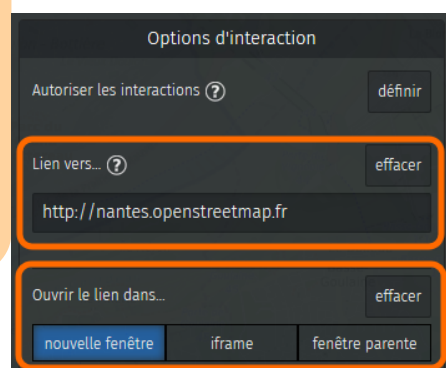 Options d'interaction
Autoriser les interactions ? définir
Lien vers... ? effacer
http://nantes.openstreetmap.fr
Ouvrir le lien dans... effacer
nouvelle fenêtre iframe fenêtre parente